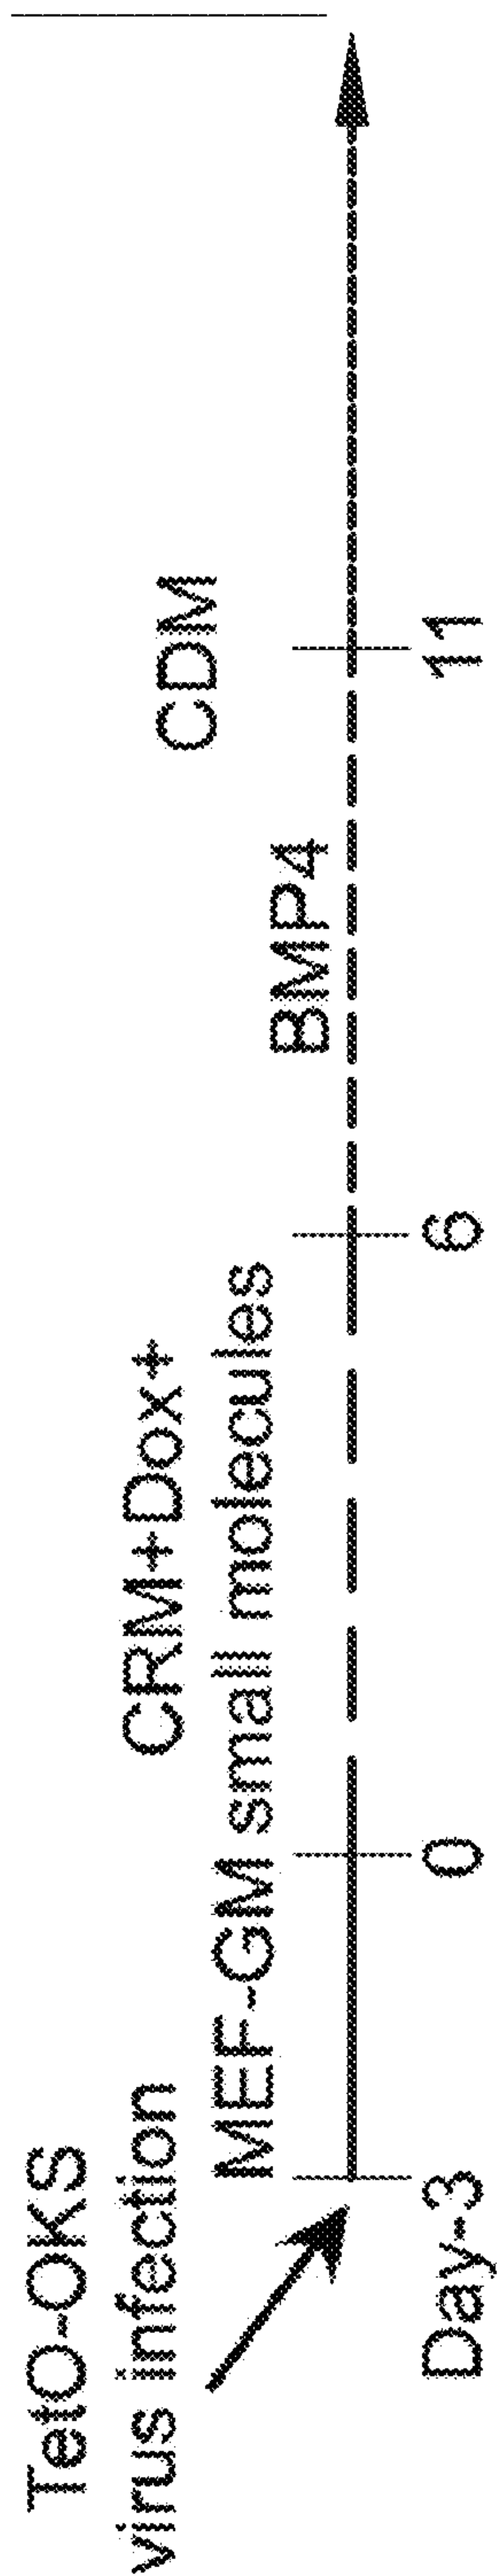 TetO-OKS
virus infection
CRM+Dox+
MEF-GM small molecules
BMP4
CDM
Day-3 0 6 11